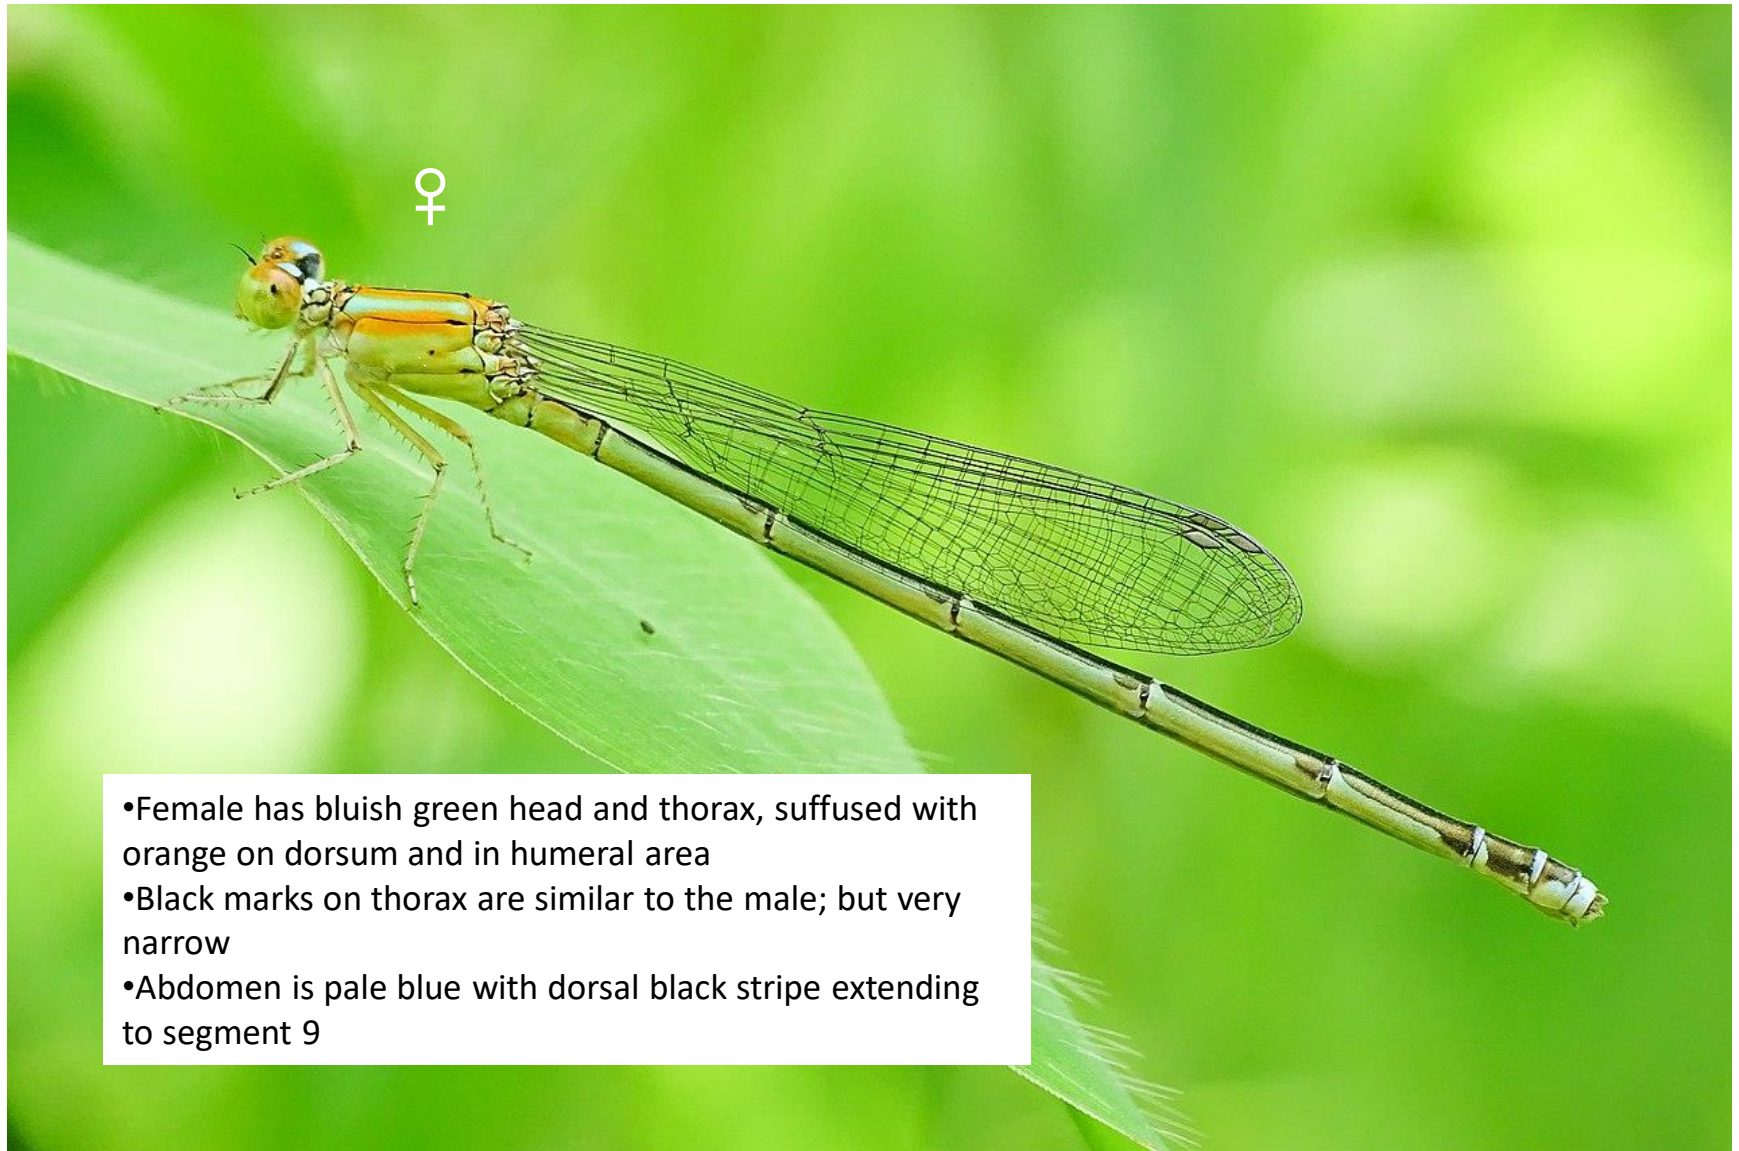 ♀
•Female has bluish green head and thorax, suffused with
orange on dorsum and in humeral area
•Black marks on thorax are similar to the male; but very
narrow
•Abdomen is pale blue with dorsal black stripe extending
to segment 9